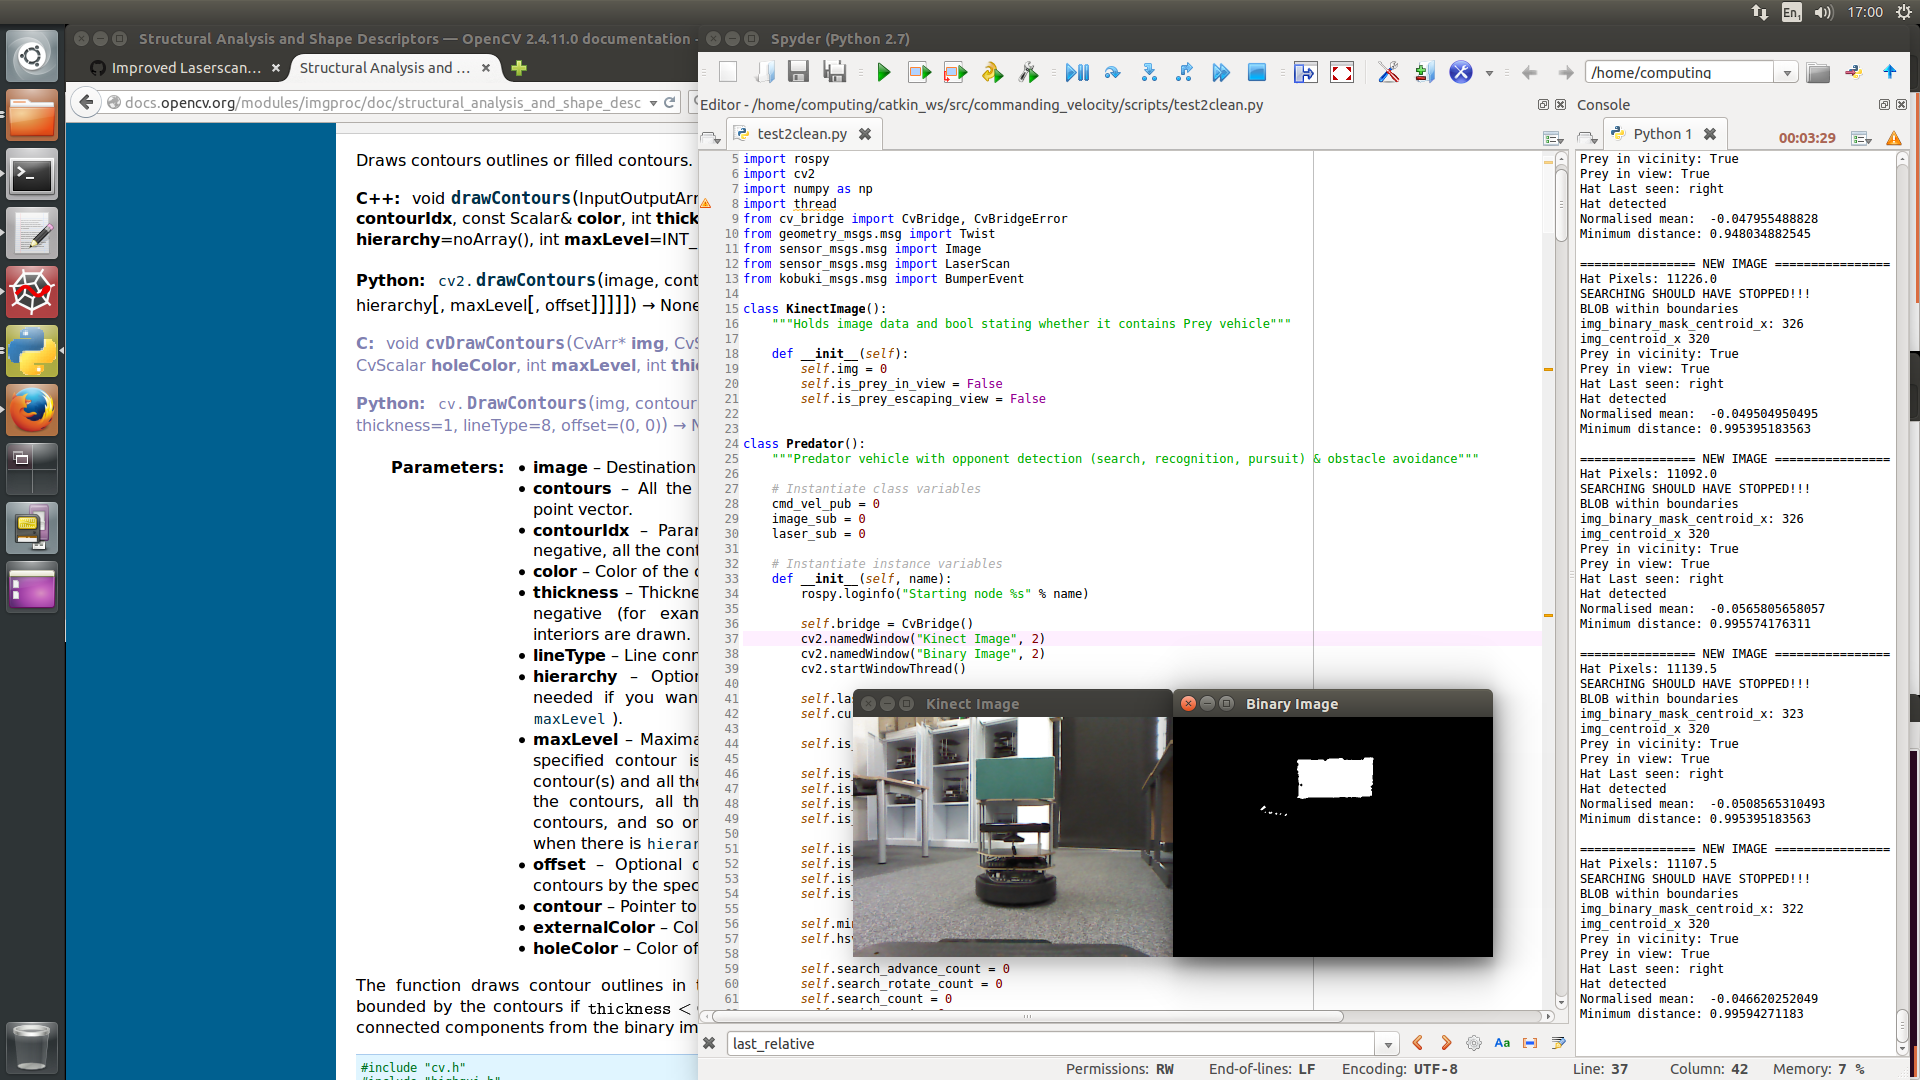 En1
17:00
Structural Analysis and Shape Descriptors — OpenCV 2.4.11.0 documentation -
Improved Laserscan...
Structural Analysis and ...
docs.opencv.org/modules/imgproc/doc/structural_analysis_and_shape_desc
Draws contours outlines or filled contours.
C++: void drawContours(InputOutputArr
contourIdx, const Scalar& color, int thick
hierarchy=noArray(), int maxLevel=INT_
Python: cv2.drawContours(image, cont
hierarchy[, maxLevel[, offset]]]]]) → None
C: void cvDrawContours(CvArr* img, CvS
CvScalar holeColor, int maxLevel, int thic
Python: cv.DrawContours(img, contour
thickness=1, lineType=8, offset=(0, 0)) → N
Parameters:
• image – Destination
• contours – All the
point vector.
• contourIdx – Para
negative, all the cont
• color – Color of the c
• thickness – Thickne
negative (for exam
interiors are drawn.
• lineType – Line conn
• hierarchy – Option
needed if you wan
maxLevel ).
• maxLevel – Maxima
specified contour is
contour(s) and all the
the contours, all th
contours, and so on
when there is hierar
• offset – Optional c
contours by the spec
• contour – Pointer to
• externalColor – Col
• holeColor – Color of
The function draws contour outlines in t
bounded by the contours if thickness <
connected components from the binary im
#include "cv.h"
#include "highgui.h"
Spyder (Python 2.7)
/home/computing
Editor - /home/computing/catkin_ws/src/commanding_velocity/scripts/test2clean.py
test2clean.py
5 import rospy
6 import cv2
7 import numpy as np
8 import thread
9 from cv_bridge import CvBridge, CvBridgeError
10 from geometry_msgs.msg import Twist
11 from sensor_msgs.msg import Image
12 from sensor_msgs.msg import LaserScan
13 from kobuki_msgs.msg import BumperEvent
14
15 class KinectImage():
16 """Holds image data and bool stating whether it contains Prey vehicle"""
17
18 def __init__(self):
19 self.img = 0
20 self.is_prey_in_view = False
21 self.is_prey_escaping_view = False
22
23
24 class Predator():
25 """Predator vehicle with opponent detection (search, recognition, pursuit) & obstacle avoidance"""
26
27 # Instantiate class variables
28 cmd_vel_pub = 0
29 image_sub = 0
30 laser_sub = 0
31
32 # Instantiate instance variables
33 def __init__(self, name):
34 rospy.loginfo("Starting node %s" % name)
35
36 self.bridge = CvBridge()
37 cv2.namedWindow("Kinect Image", 2)
38 cv2.namedWindow("Binary Image", 2)
39 cv2.startWindowThread()
40
41 self.la
42 self.cu
43
44 self.is_
45
46 self.is_
47 self.is_
48 self.is_
49 self.is_
50
51 self.is_
52 self.is_
53 self.is_
54 self.is_
55
56 self.mi
57 self.hs
58
59 self.search_advance_count = 0
60 self.search_rotate_count = 0
61 self.search_count = 0
Kinect Image
Binary Image
last_relative
Aa
Permissions: RW
End-of-lines: LF
Encoding: UTF-8
Line: 37
Column: 42
Memory: 7 %
Console
Python 1
00:03:29
Prey in vicinity: True
Prey in view: True
Hat Last seen: right
Hat detected
Normalised mean: -0.047955488828
Minimum distance: 0.948034882545
================ NEW IMAGE ================
Hat Pixels: 11226.0
SEARCHING SHOULD HAVE STOPPED!!!
BLOB within boundaries
img_binary_mask_centroid_x: 326
img_centroid_x 320
Prey in vicinity: True
Prey in view: True
Hat Last seen: right
Hat detected
Normalised mean: -0.049504950495
Minimum distance: 0.995395183563
================ NEW IMAGE ================
Hat Pixels: 11092.0
SEARCHING SHOULD HAVE STOPPED!!!
BLOB within boundaries
img_binary_mask_centroid_x: 326
img_centroid_x 320
Prey in vicinity: True
Prey in view: True
Hat Last seen: right
Hat detected
Normalised mean: -0.0565805658057
Minimum distance: 0.995574176311
================ NEW IMAGE ================
Hat Pixels: 11139.5
SEARCHING SHOULD HAVE STOPPED!!!
BLOB within boundaries
img_binary_mask_centroid_x: 323
img_centroid_x 320
Prey in vicinity: True
Prey in view: True
Hat Last seen: right
Hat detected
Normalised mean: -0.0508565310493
Minimum distance: 0.995395183563
================ NEW IMAGE ================
Hat Pixels: 11107.5
SEARCHING SHOULD HAVE STOPPED!!!
BLOB within boundaries
img_binary_mask_centroid_x: 322
img_centroid_x 320
Prey in vicinity: True
Prey in view: True
Hat Last seen: right
Hat detected
Normalised mean: -0.046620252049
Minimum distance: 0.99594271183